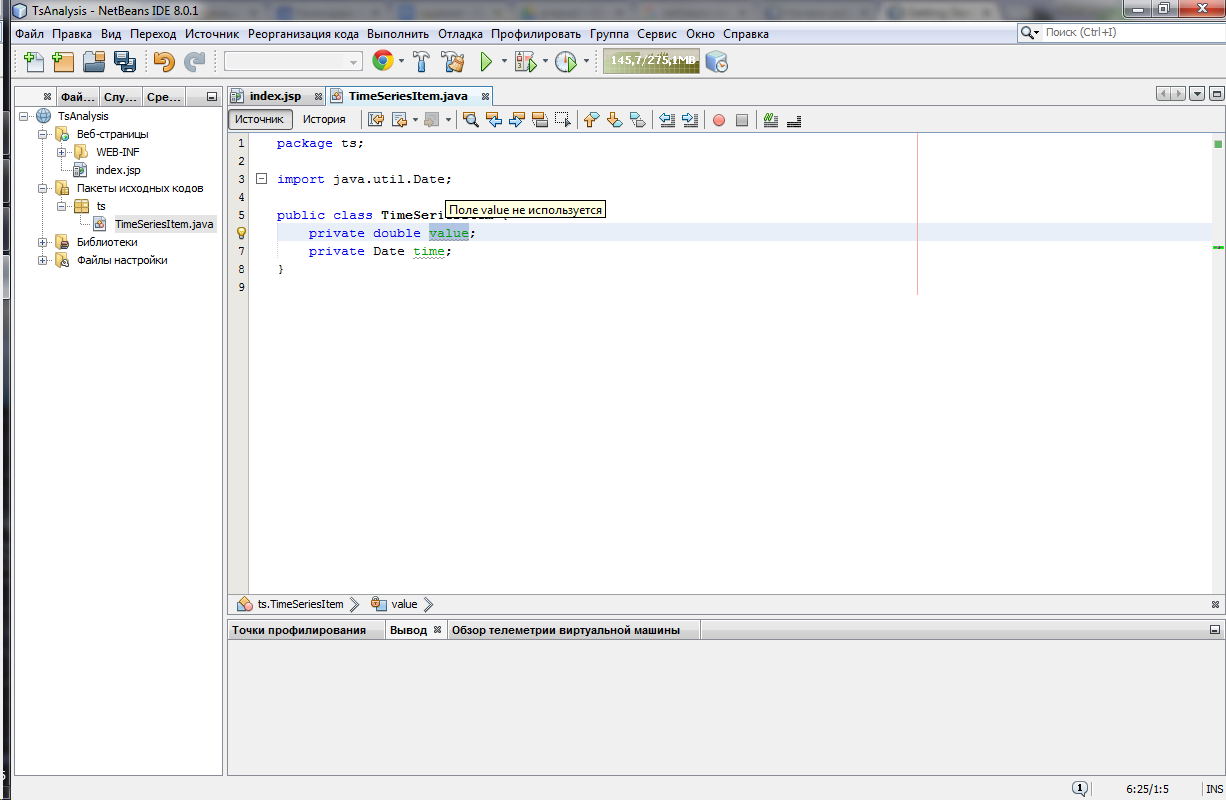 TsAnalysis - NetBeans IDE 8.0.1
Файл Правка Вид Переход Источник Реорганизация кода Выполнить Отладка Профилировать Группа Сервис Окно Справка
Поиск (Ctrl+I)
145,7/275,1MB
Фай... Слу... Сре...
index.jsp TimeSeriesItem.java
Источник История
TsAnalysis
Веб-страницы
WEB-INF
index.jsp
Пакеты исходных кодов
ts
TimeSeriesItem.java
Библиотеки
Файлы настройки
1 package ts;
2
3 import java.util.Date;
4
Поле value не используется
5 public class TimeSeriesItem {
private double value;
7 private Date time;
8 }
9
ts.TimeSeriesItem value
Точки профилирования Вывод Обзор телеметрии виртуальной машины
1 6:25/1:5 INS